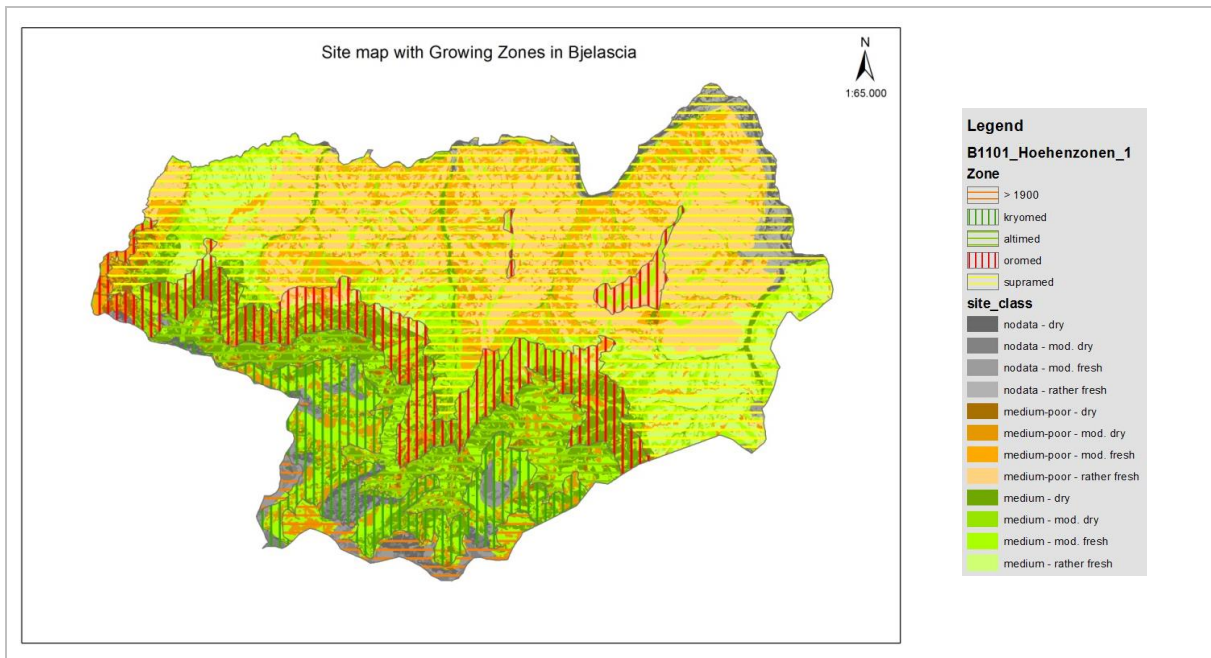 Site map with Growing Zones in Bjelascia
N
1:65.000
Legend
B1101_Hoehenzonen_1
Zone
> 1900
kryomed
altimed
oromed
supramed
site_class
nodata - dry
nodata - mod. dry
nodata - mod. fresh
nodata - rather fresh
medium-poor - dry
medium-poor - mod. dry
medium-poor - mod. fresh
medium-poor - rather fresh
medium - dry
medium - mod. dry
medium - mod. fresh
medium - rather fresh